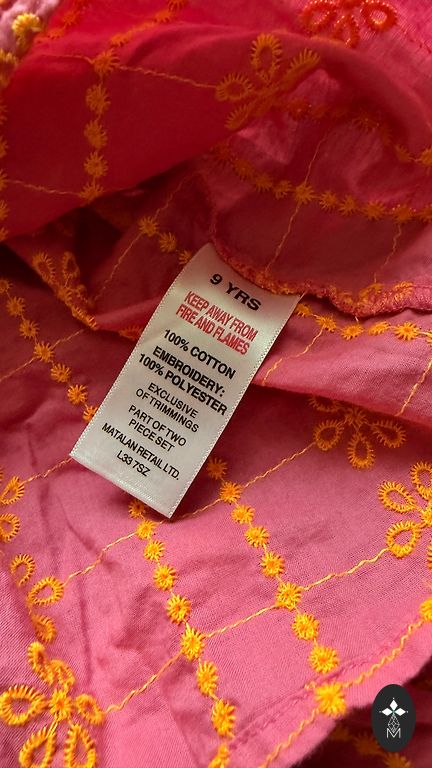 9 YRS
KEEP AWAY FROM
FIRE AND FLAMES
100% COTTON
EMBROIDERY:
100% POLYESTER
EXCLUSIVE
OF TRIMMINGS
PART OF TWO
PIECE SET
MATALAN RETAIL LTD.
L33 7SZ
M